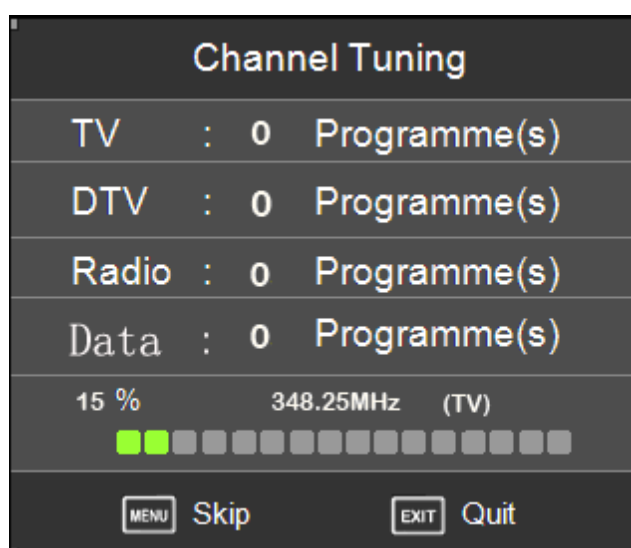 Channel Tuning
TV : 0 Programme(s)
DTV : 0 Programme(s)
Radio : 0 Programme(s)
Data : 0 Programme(s)
15 % 348.25MHz (TV)
MENU Skip EXIT Quit